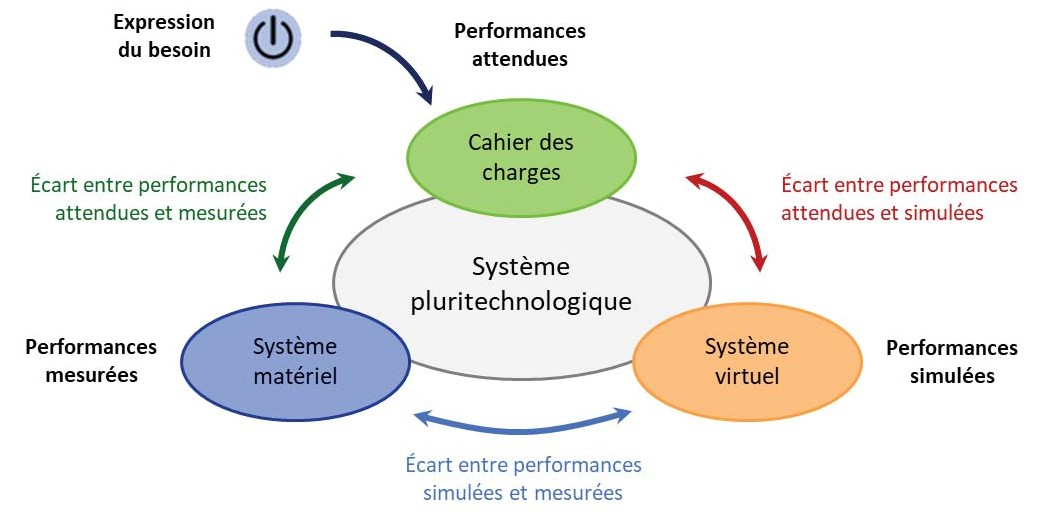 Expression
du besoin
Performances
attendues
Cahier des
charges
Écart entre performances
attendues et mesurées
Écart entre performances
attendues et simulées
Système
pluritechnologique
Performances
mesurées
Système
matériel
Système
virtuel
Performances
simulées
Écart entre performances
simulées et mesurées